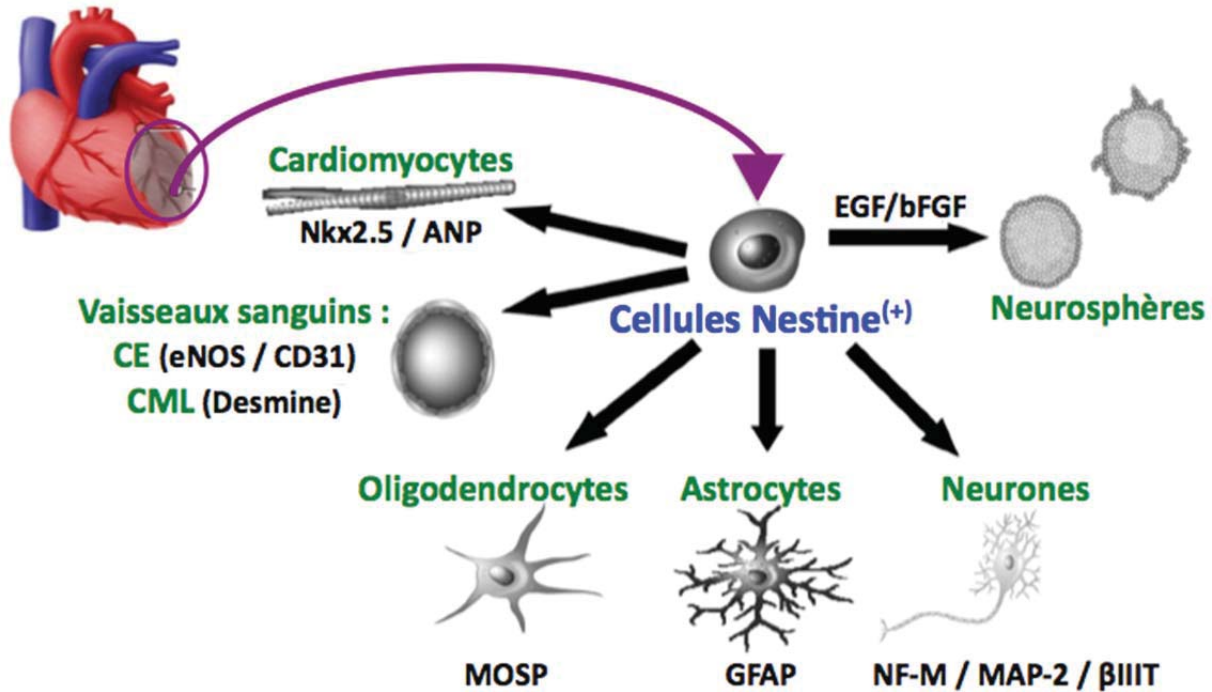 Cardiomyocytes
Nkx2.5 / ANP
EGF/bFGF
Vaisseaux sanguins :
CE (eNOS / CD31)
CML (Desmine)
Cellules Nestine(+)
Neurosphères
Oligodendrocytes
Astrocytes
Neurones
MOSP
GFAP
NF-M / MAP-2 / βIIIT